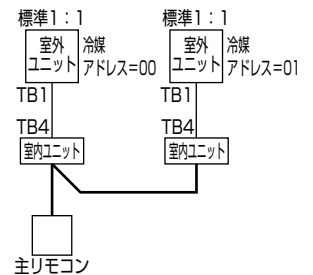 標準1:1
標準1:1
室外
ユニット
冷媒
アドレス=00
室外
ユニット
冷媒
アドレス=01
TB1
TB1
TB4
TB4
室内ユニット
室内ユニット
主リモコン